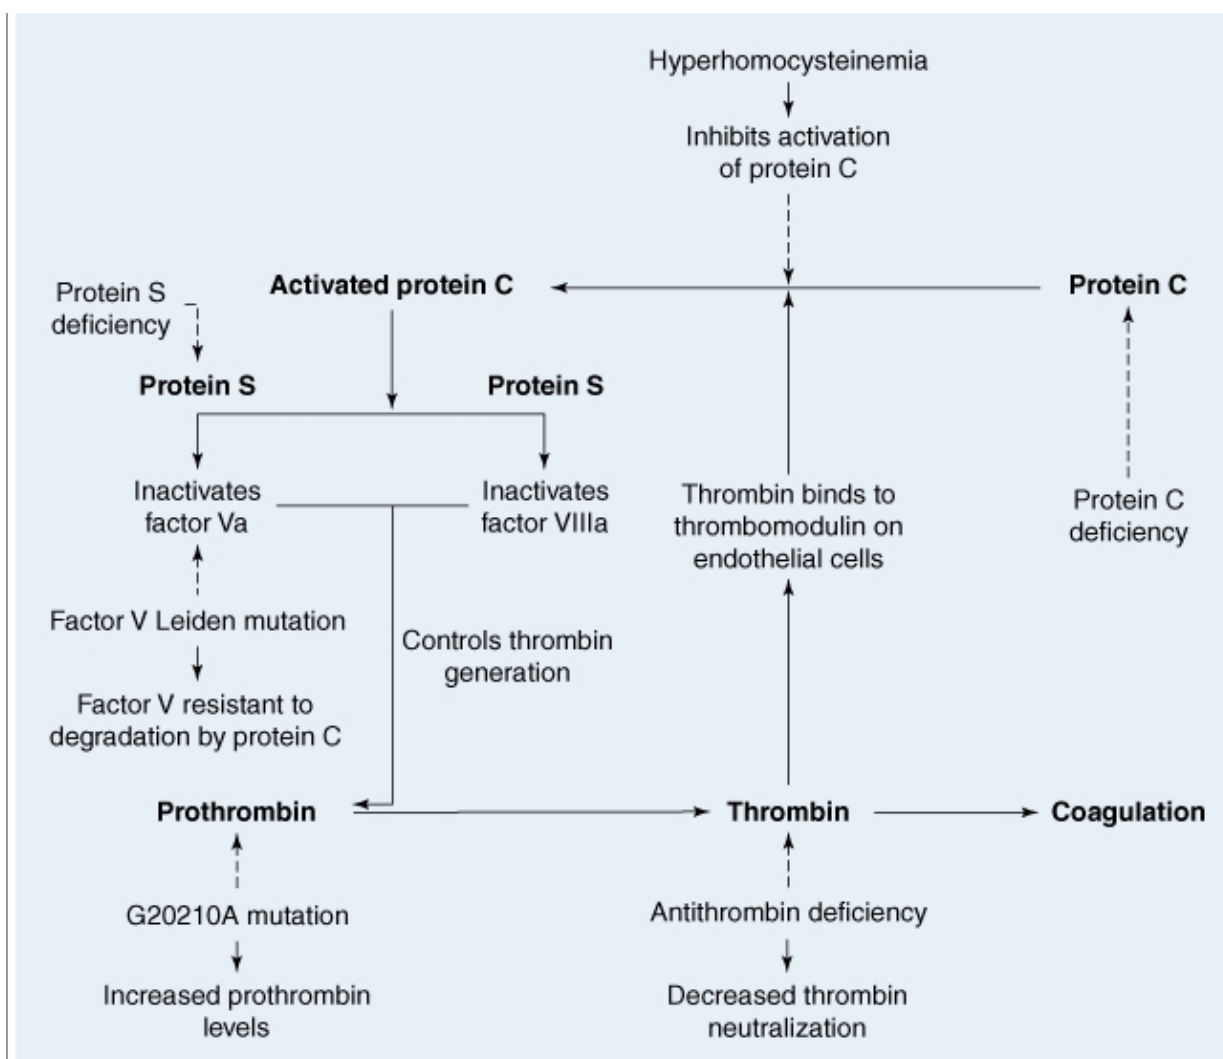 Hyperhomocysteinemia
Inhibits activation
of protein C
Protein S
deficiency
Activated protein C
Protein C
Protein S
Protein S
Inactivates
factor Va
Inactivates
factor VIIIa
Thrombin binds to
thrombomodulin on
endothelial cells
Protein C
deficiency
Factor V Leiden mutation
Controls thrombin
generation
Factor V resistant to
degradation by protein C
Prothrombin
Thrombin
Coagulation
G20210A mutation
Antithrombin deficiency
Increased prothrombin
levels
Decreased thrombin
neutralization